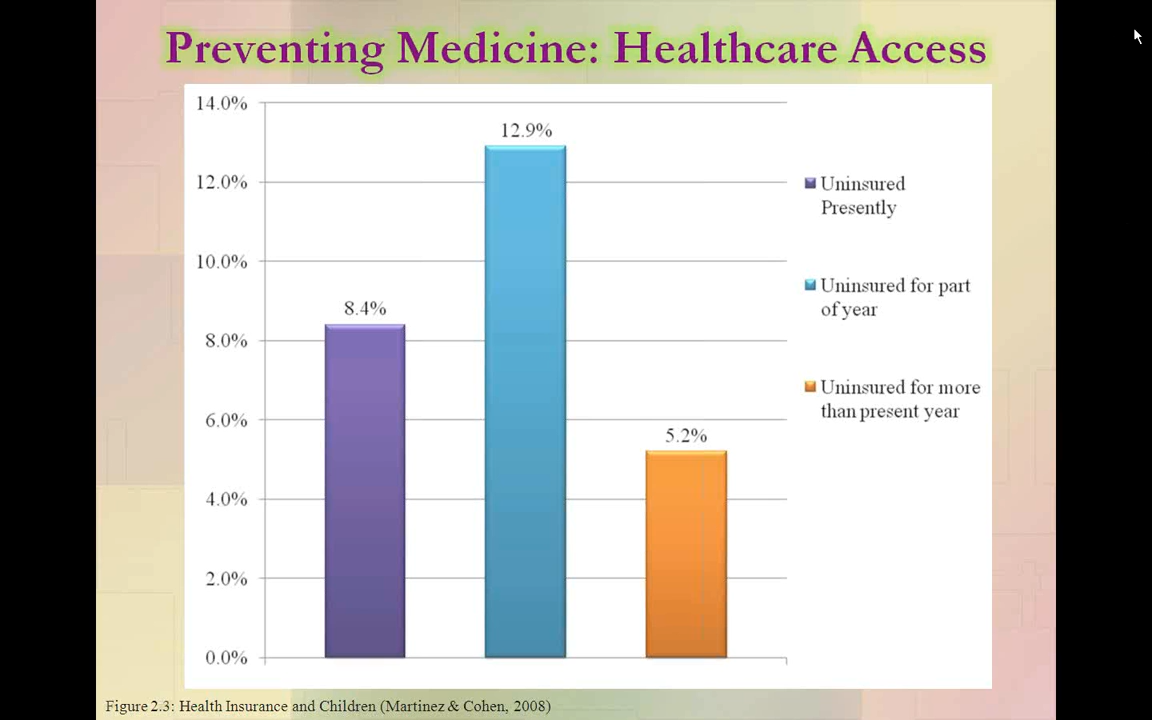 Preventing Medicine: Healthcare Access
14.0%
12.0%
10.0%
8.0%
6.0%
4.0%
2.0%
0.0%
8.4%
12.9%
5.2%
Uninsured
Presently
Uninsured for part
of year
Uninsured for more
than present year
Figure 2.3: Health Insurance and Children (Martinez & Cohen, 2008)